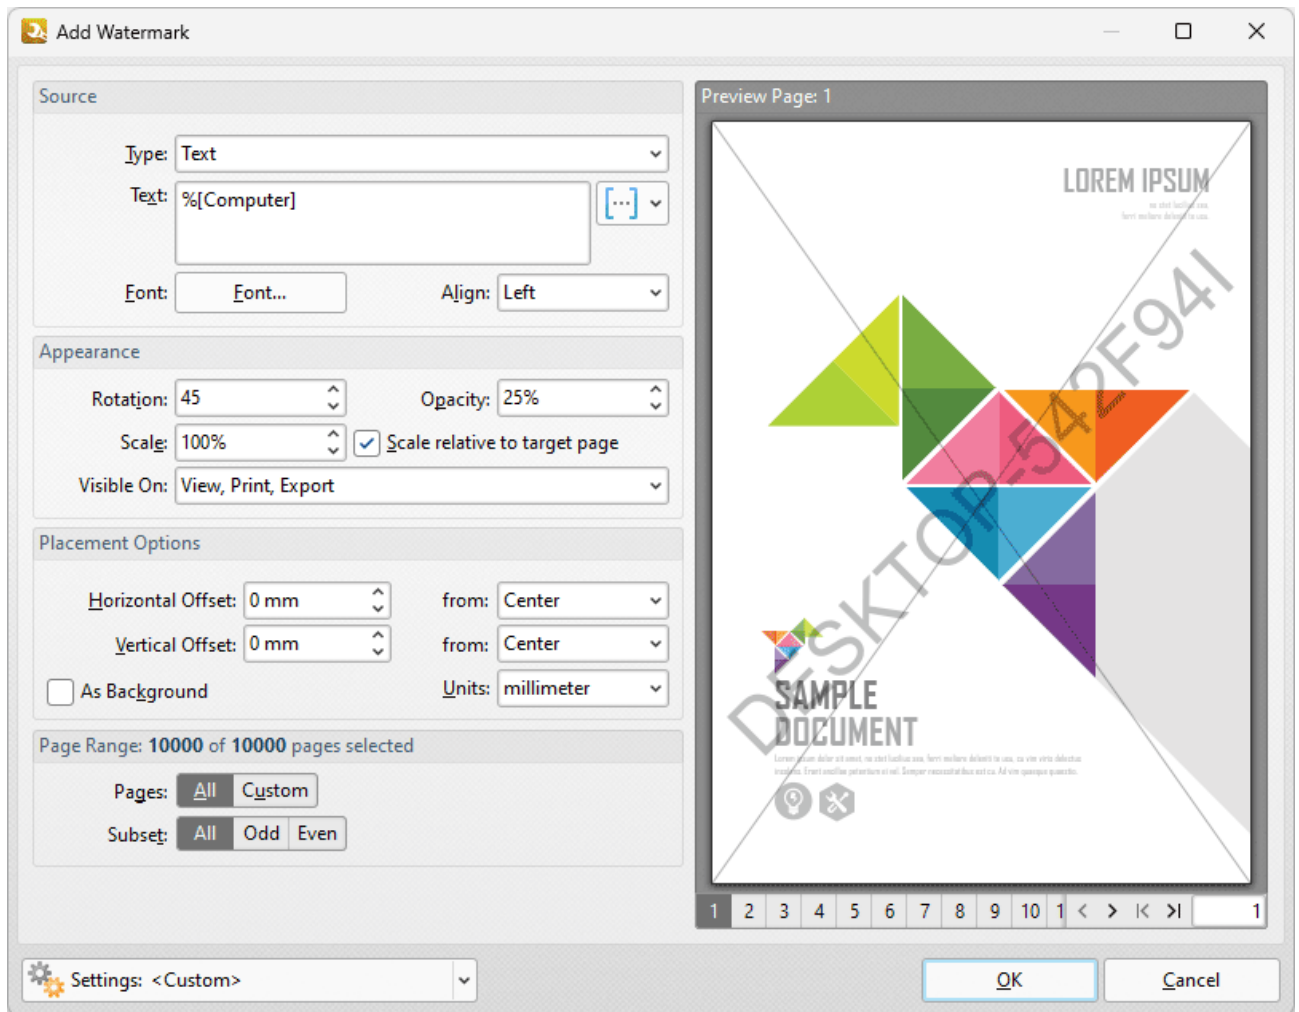 Add Watermark
Source
Type: Text
Text: %[Computer]
Font: Font... Align: Left
Appearance
Rotation: 45 Opacity: 25%
Scale: 100% Scale relative to target page
Visible On: View, Print, Export
Placement Options
Horizontal Offset: 0 mm from: Center
Vertical Offset: 0 mm from: Center
As Background Units: millimeter
Page Range: 10000 of 10000 pages selected
Pages: All Custom
Subset: All Odd Even
Preview Page: 1
LOREM IPSUM
DESKTOP-542F94I
SAMPLE
DOCUMENT
1 2 3 4 5 6 7 8 9 10 1 1
Settings: <Custom>
OK Cancel